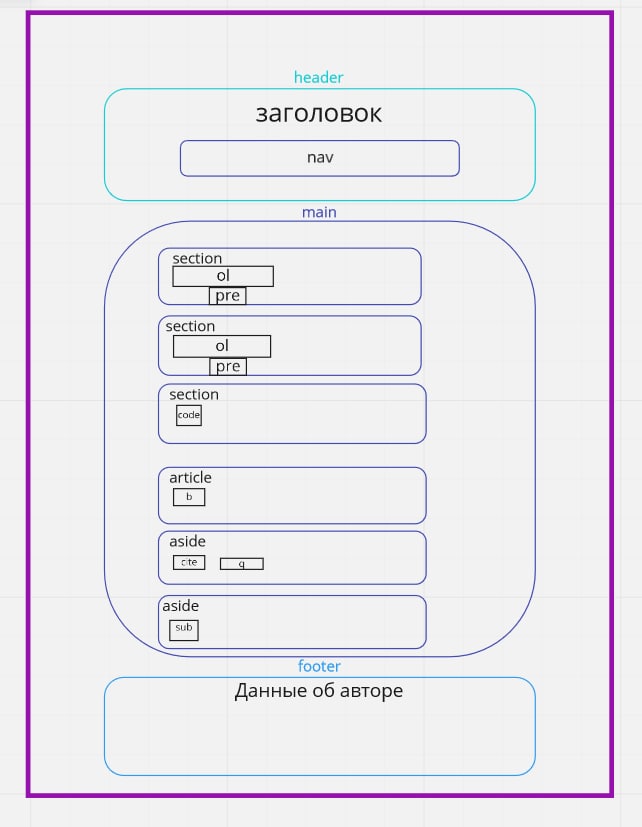 header
заголовок
nav
main
section
ol
pre
section
ol
pre
section
code
article
b
aside
cite q
aside
sub
footer
Данные об авторе